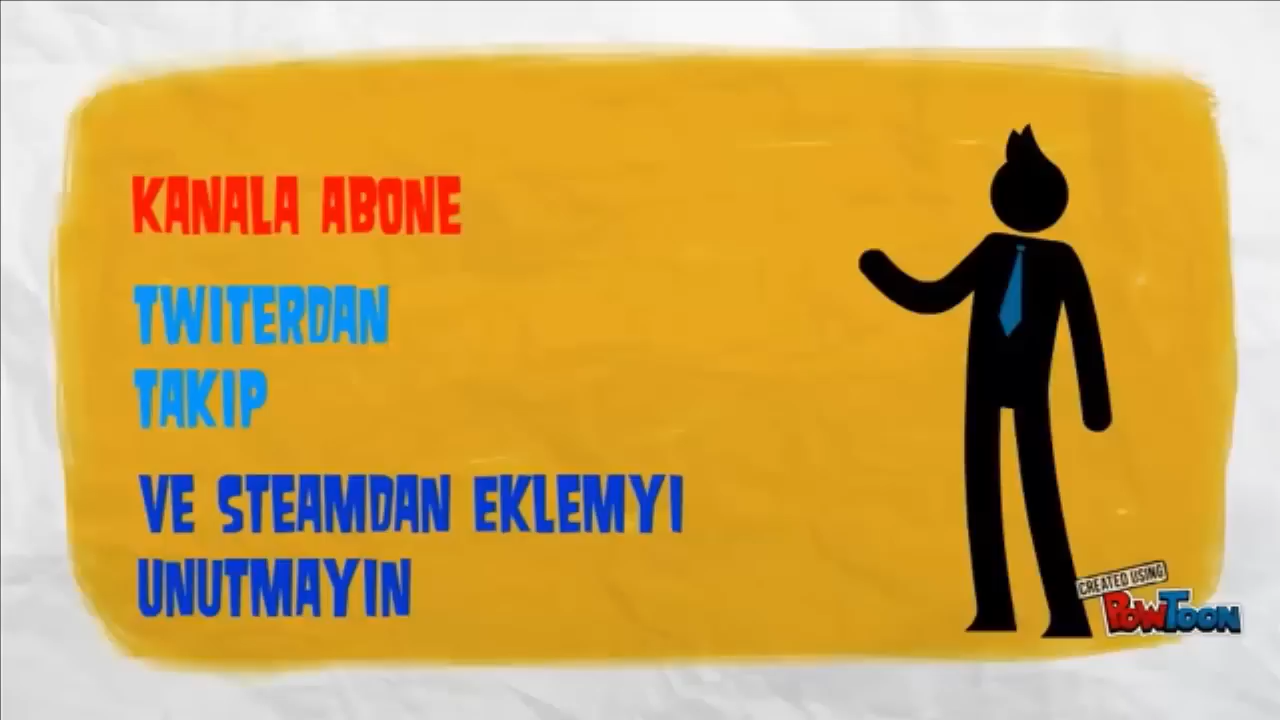 KANALA ABONE
TWITERDAN
TAKIP
VE STEAMDAN EKLEMYI
UNUTMAYIN
CREATED USING
POWTOON